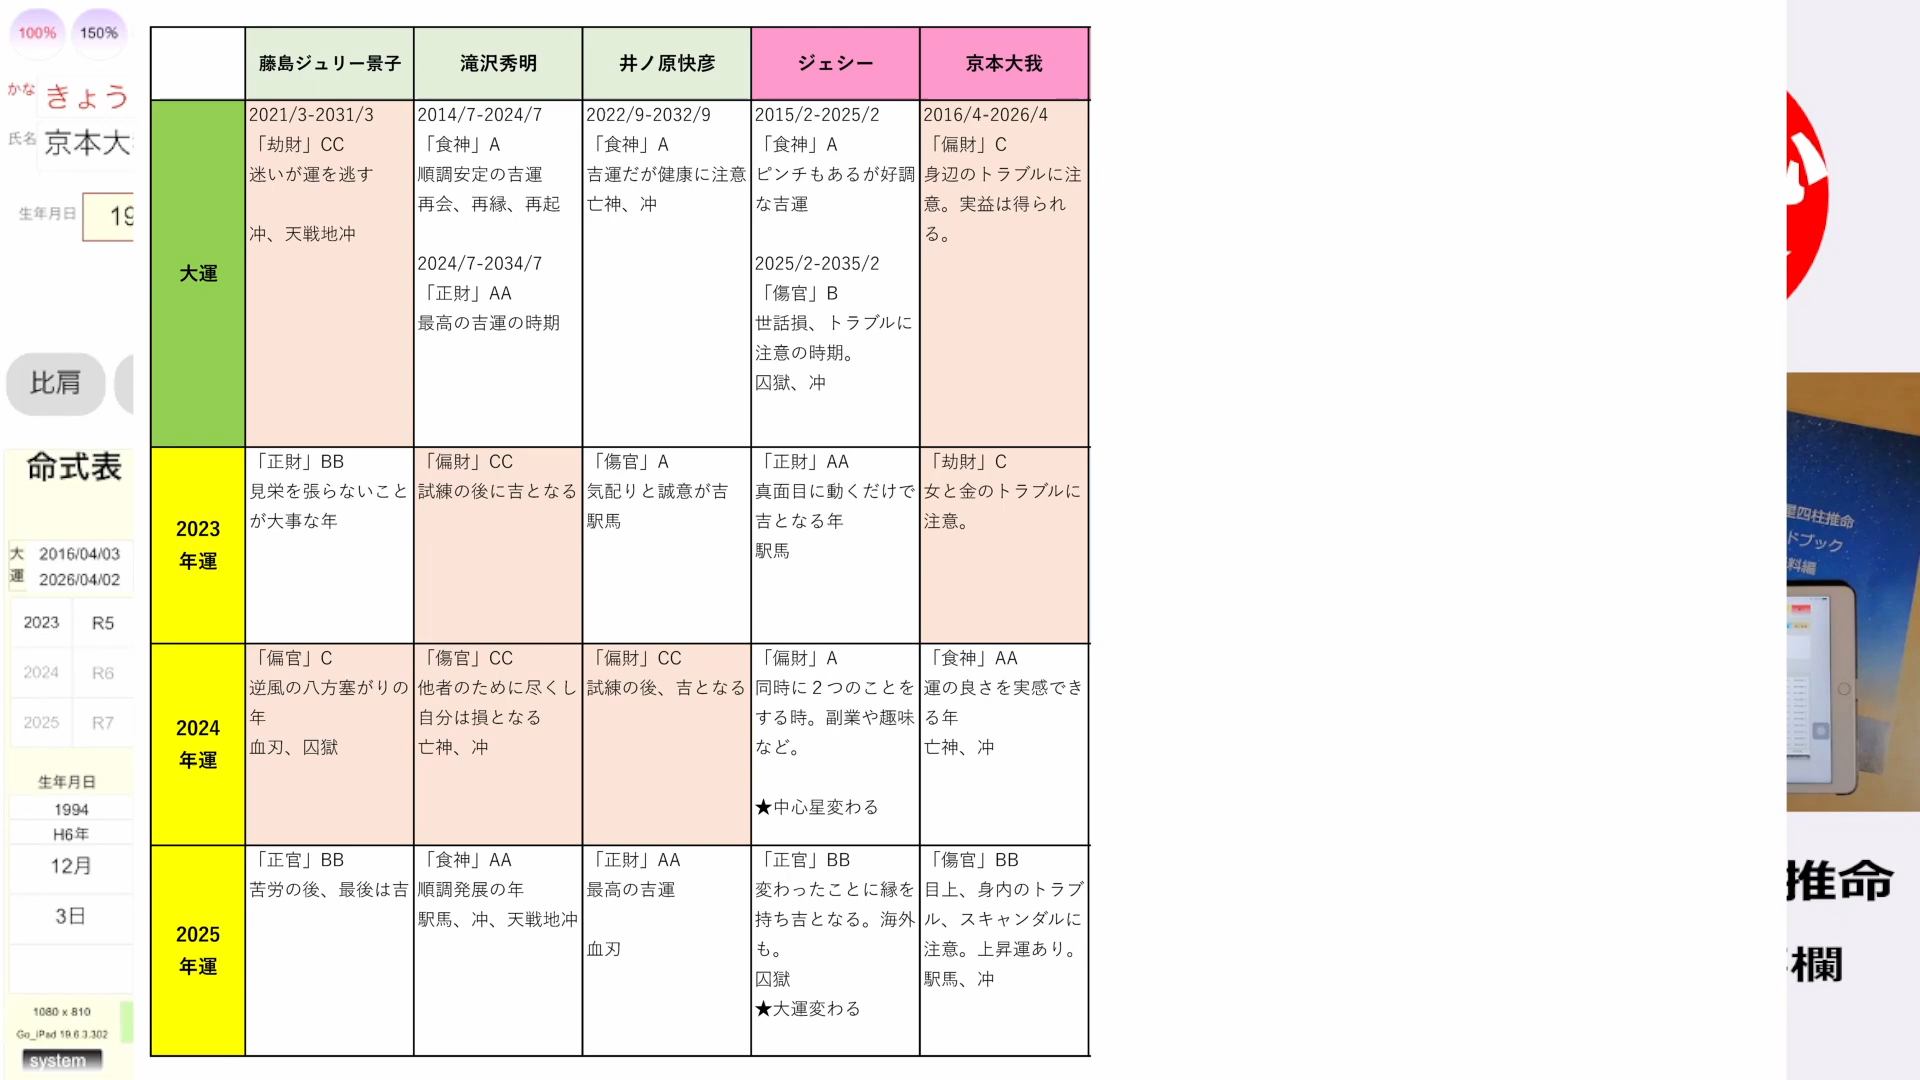 100% 150%
かな きょう
氏名 京本大
生年月日 19
比肩
命式表
大運 2016/04/03
2026/04/02
2023 R5
2024 R6
2025 R7
生年月日
1994
H6年
12月
3日
1080 x 810
Go_iPad 19.6.3.302
system
藤島ジュリー景子 滝沢秀明 井ノ原快彦 ジェシー 京本大我
大運
2021/3-2031/3
「劫財」CC
迷いが運を逃す
冲、天戦地冲
2014/7-2024/7
「食神」A
順調安定の吉運
再会、再縁、再起
2024/7-2034/7
「正財」AA
最高の吉運の時期
2022/9-2032/9
「食神」A
吉運だが健康に注意
亡神、冲
2015/2-2025/2
「食神」A
ピンチもあるが好調
な吉運
2025/2-2035/2
「傷官」B
世話損、トラブルに
注意の時期。
囚獄、冲
2016/4-2026/4
「偏財」C
身辺のトラブルに注
意。実益は得られ
る。
2023
年運
「正財」BB
見栄を張らないこと
が大事な年
「偏財」CC
試練の後に吉となる
「傷官」A
気配りと誠意が吉
駅馬
「正財」AA
真面目に動くだけで
吉となる年
駅馬
「劫財」C
女と金のトラブルに
注意。
2024
年運
「偏官」C
逆風の八方塞がりの
年
血刃、囚獄
「傷官」CC
他者のために尽くし
自分は損となる
亡神、冲
「偏財」CC
試練の後、吉となる
「偏財」A
同時に２つのことを
する時。副業や趣味
など。
★中心星変わる
「食神」AA
運の良さを実感でき
る年
亡神、冲
2025
年運
「正官」BB
苦労の後、最後は吉
「食神」AA
順調発展の年
駅馬、冲、天戦地冲
「正財」AA
最高の吉運
血刃
「正官」BB
変わったことに縁を
持ち吉となる。海外
も。
囚獄
★大運変わる
「傷官」BB
目上、身内のトラブ
ル、スキャンダルに
注意。上昇運あり。
駅馬、冲
星四柱推命
ドブック
料編
推命
欄